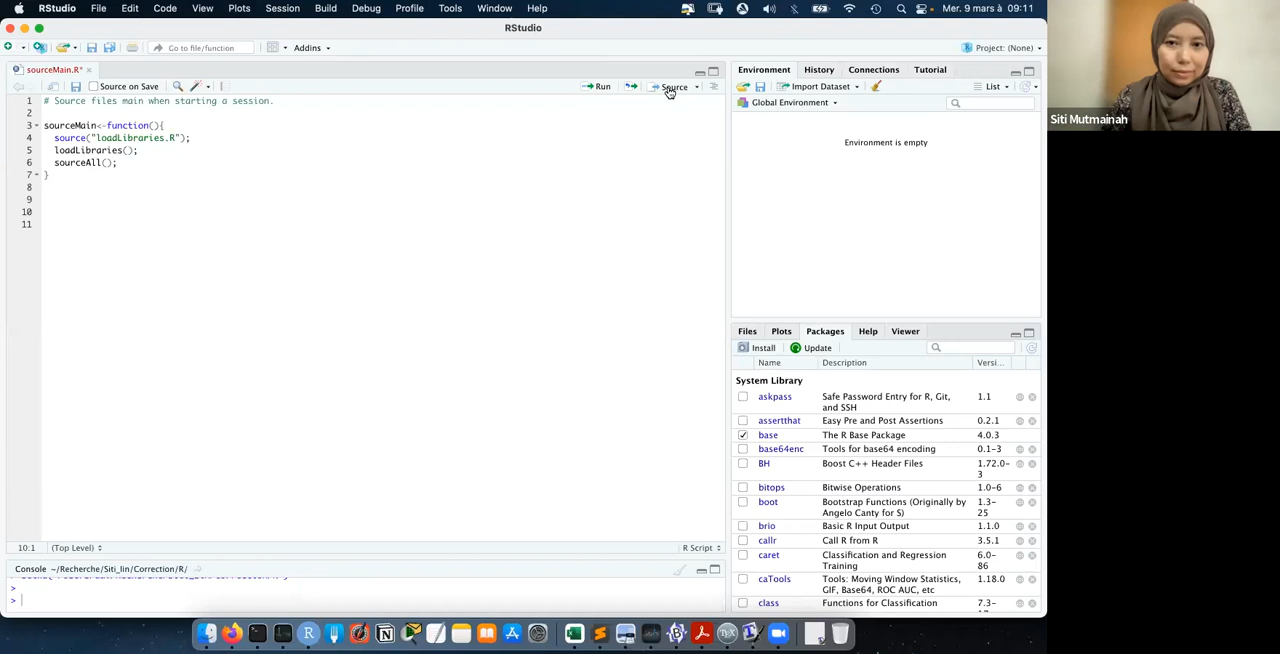 RStudio File Edit Code View Plots Session Build Debug Profile Tools Window Help Mer. 9 mars à 09:11
RStudio
Go to file/function Addins Project: (None)
sourceMain.R*
Source on Save Run Source
1 # Source files main when starting a session.
2
3 sourceMain<-function(){
4 source("loadLibraries.R");
5 loadLibraries();
6 sourceAll();
7 }
8
9
10
11
10:1 (Top Level) R Script
Console ~/Recherche/Siti_lin/Correction/R/
>
>
Environment History Connections Tutorial
Import Dataset List
Global Environment
Environment is empty
Files Plots Packages Help Viewer
Install Update
Name Description Versi...
System Library
askpass Safe Password Entry for R, Git, 1.1
and SSH
assertthat Easy Pre and Post Assertions 0.2.1
base The R Base Package 4.0.3
base64enc Tools for base64 encoding 0.1-3
BH Boost C++ Header Files 1.72.0-
3
bitops Bitwise Operations 1.0-6
boot Bootstrap Functions (Originally by 1.3-
Angelo Canty for S) 25
brio Basic R Input Output 1.1.0
callr Call R from R 3.5.1
caret Classification and Regression 6.0-
Training 86
caTools Tools: Moving Window Statistics, 1.18.0
GIF, Base64, ROC AUC, etc
class Functions for Classification 7.3-
Siti Mutmainah